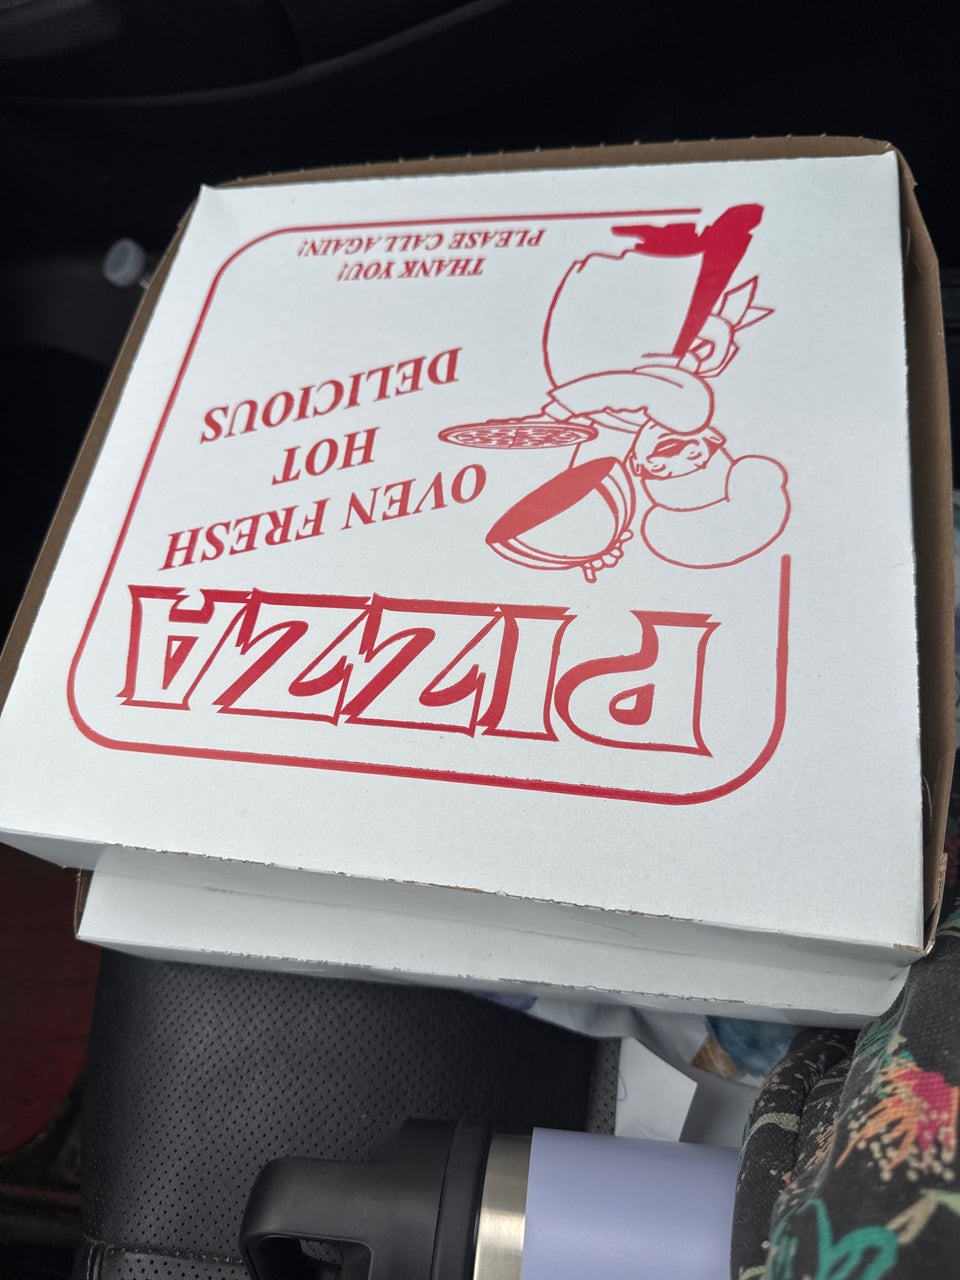 PIZZA
OVEN FRESH
HOT
DELICIOUS
THANK YOU!
PLEASE CALL AGAIN!